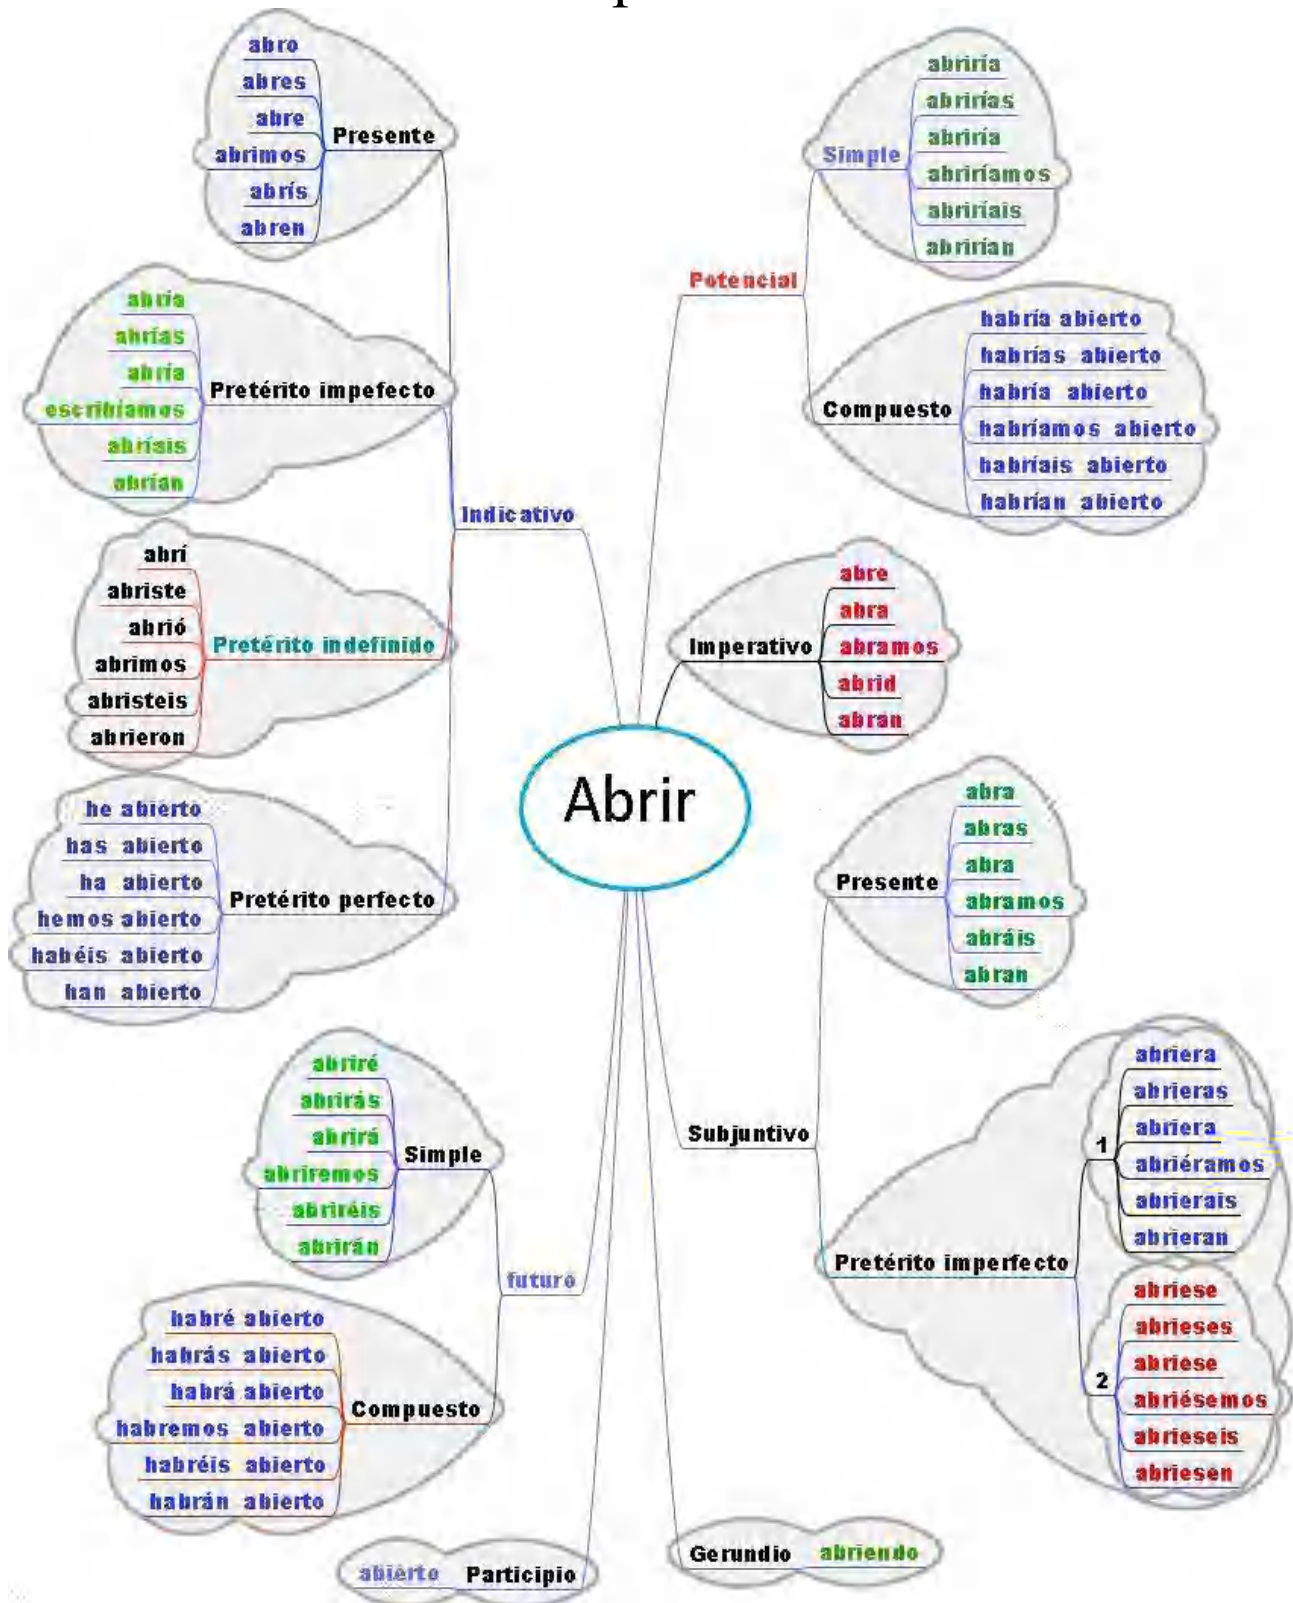 abro
abres
abre
abrimos
abrís
abren
Presente
abría
abrías
abría
escribíamos
abríais
abrían
Pretérito impefecto
Indicativo
abrí
abriste
abrió
abrimos
abristeis
abrieron
Pretérito indefinido
he abierto
has abierto
ha abierto
hemos abierto
habéis abierto
han abierto
Pretérito perfecto
abriré
abrirás
abrirá
abriremos
abriréis
abrirán
Simple
futuro
habré abierto
habrás abierto
habrá abierto
habremos abierto
habréis abierto
habrán abierto
Compuesto
abierto
Participio
Abrir
Potencial
Simple
abriría
abrirías
abriría
abriríamos
abriríais
abrirían
Compuesto
habría abierto
habrías abierto
habría abierto
habríamos abierto
habríais abierto
habrían abierto
Imperativo
abre
abra
abramos
abrid
abran
Subjuntivo
Presente
abra
abras
abra
abramos
abráis
abran
Pretérito imperfecto
1
abriera
abrieras
abriera
abriéramos
abrierais
abrieran
2
abriese
abrieses
abriese
abriésemos
abrieseis
abriesen
Gerundio
abriendo